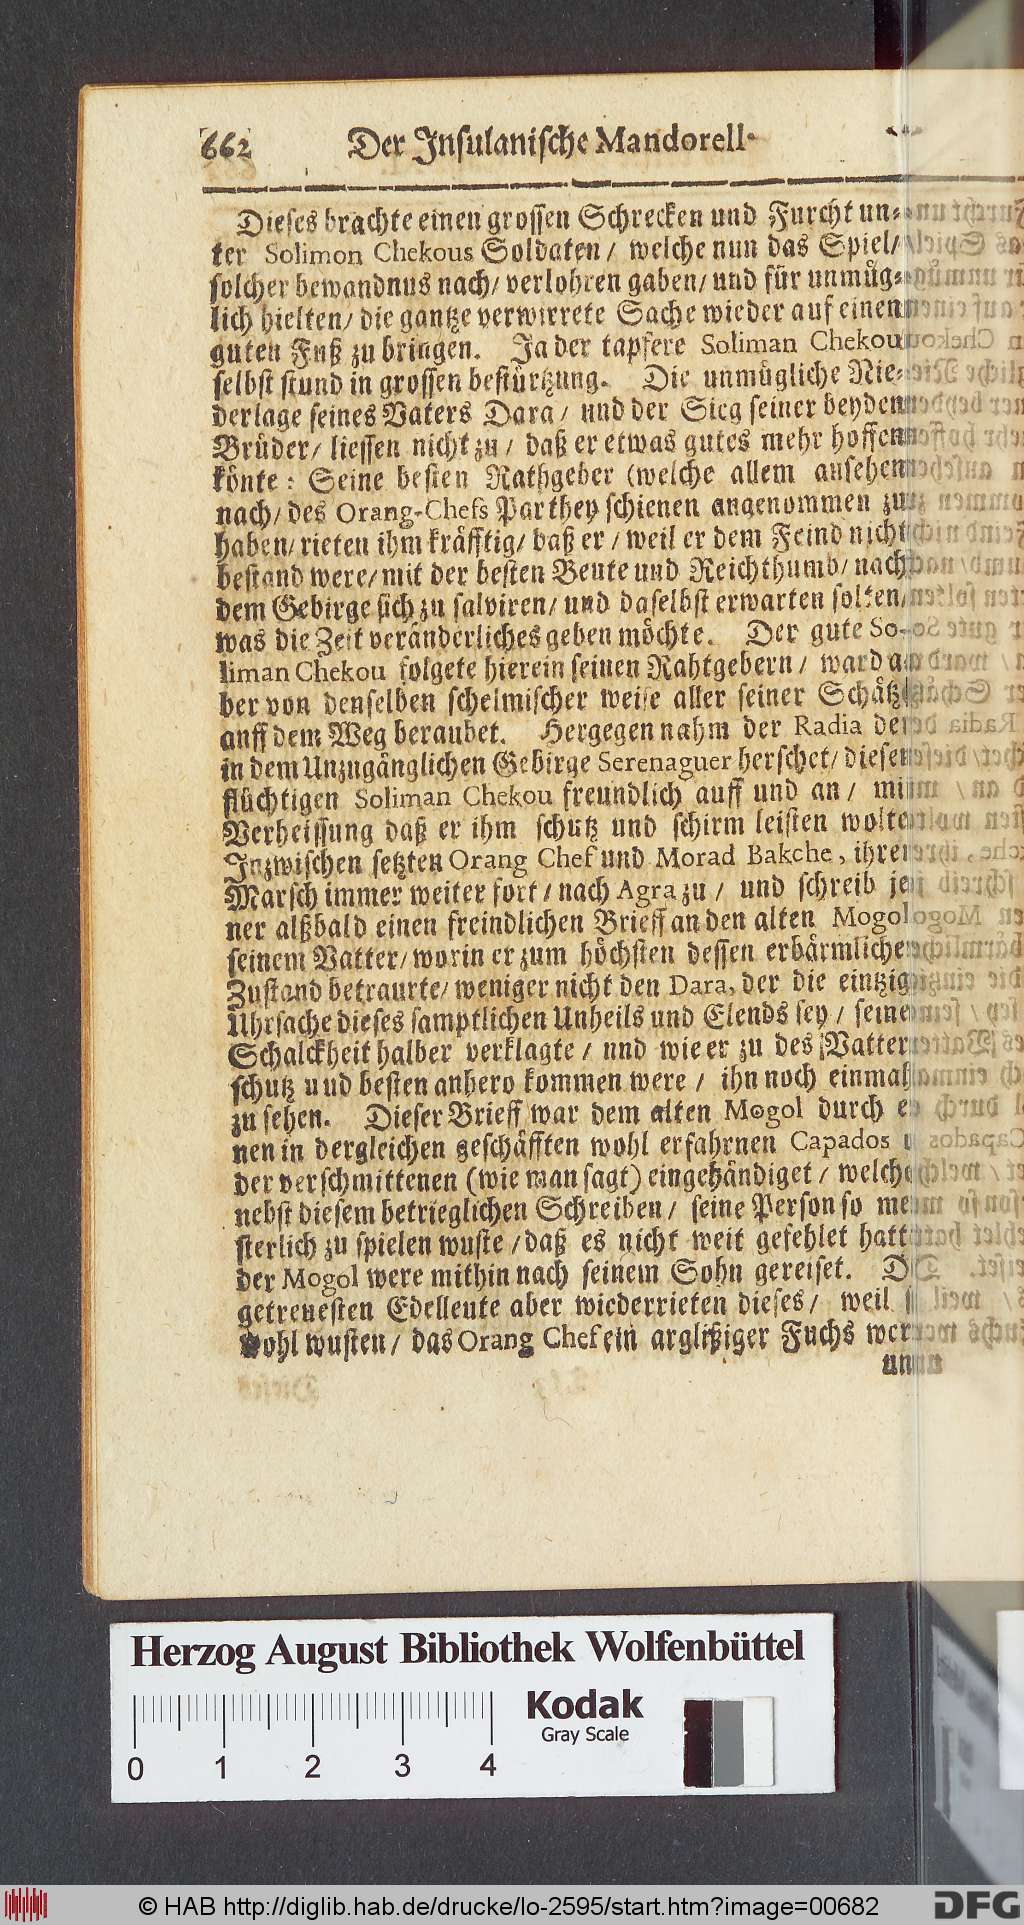 662 Der Insulanische Mandorell
Dieses brachte einen grossen Schrecken und Furcht un-
ter Solimon Chekous Soldaten/ welche nun das Spiel/
solcher bewandnus nach/ verlohren gaben/ und für unmüg-
lich hielten/ die gantze verwirrete Sache wieder auf einen
guten Fuß zu bringen. Ja der tapfere Soliman Chekou
selbst stund in grossen bestürtzung. Die unmügliche Nie-
derlage seines Vaters Dara/ und der Sieg seiner beyden
Brüder/ liessen nicht zu/ daß er etwas gutes mehr hoffen
könte: Seine besten Rathgeber (welche allem ansehen
nach/ des Orang-Chefs Parthey schienen angenommen zu
haben/ rieten ihm kräfftig/ daß er/ weil er dem Feind nicht
bestand were/ mit der besten Beute und Reichthumb/ nach
dem Gebirge sich zu salviren/ und daselbst erwarten solten/
was die Zeit veränderliches geben möchte. Der gute So-
liman Chekou folgete hierein seinen Rahtgebern/ ward a-
ber von denselben schelmischer weise aller seiner Schätz
auff dem Weg beraubet. Hergegen nahm der Radia der
in dem Unzugänglichen Gebirge Serenaguer herschet/ diesen
flüchtigen Soliman Chekou freundlich auff und an/ mit
Verheissung daß er ihm schutz und schirm leisten wolte
Inzwischen setzten Orang Chef und Morad Bakche, ihren
Marsch immer weiter fort/ nach Agra zu/ und schreib je-
ner alßbald einen freindlichen Brieff an den alten Mogol
seinem Vatter/ worin er zum höchsten dessen erbärmlichen
Zustand betraurte/ weniger nicht den Dara, der die eintzig
Uhrsache dieses samptlichen Unheils und Elends sey/ seiner
Schalckheit halber verklagte/ und wie er zu des Vatters
schutz und besten anhero kommen were/ ihn noch einmahl
zu sehen. Dieser Brieff war dem alten Mogol durch ei-
nen in dergleichen geschäfften wohl erfahrnen Capados
der verschmittenen (wie man sagt) eingehändiget/ welcher
nebst diesem betrieglichen Schreiben/ seine Person so mei-
sterlich zu spielen wuste/ daß es nicht weit gefehlet hatt
der Mogol were mithin nach seinem Sohn gereiset. Di
getreuesten Edelleute aber wiederrieten dieses/ weil s
wohl wusten/ das Orang Chef ein arglißiger Fuchs wer
unn
Herzog August Bibliothek Wolfenbüttel
Kodak
Gray Scale
0 1 2 3 4
© HAB http://diglib.hab.de/drucke/lo-2595/start.htm?image=00682
DFG